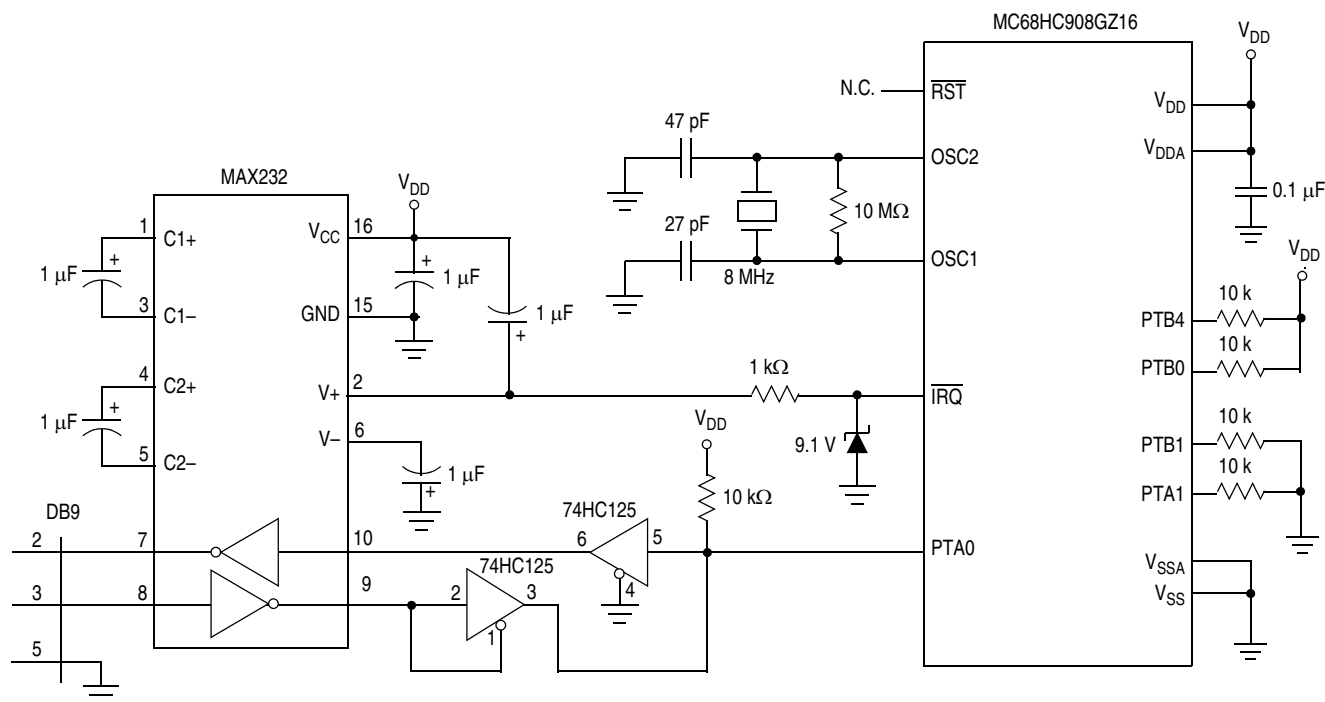 MC68HC908GZ16
V_DD
N.C.
R̅S̅T̅
V_DD
47 pF
OSC2
V_DDA
MAX232
V_DD
10 MΩ
0.1 μF
1
C1+
V_CC
16
27 pF
OSC1
V_DD
1 μF
+
+
1 μF
8 MHz
10 k
3
C1–
GND
15
1 μF
+
PTB4
10 k
4
C2+
1 kΩ
PTB0
V+
2
I̅R̅Q̅
1 μF
+
V_DD
10 k
V–
6
9.1 V
PTB1
10 k
5
C2–
1 μF
+
10 kΩ
PTA1
DB9
74HC125
2
7
10
6
5
PTA0
74HC125
4
V_SSA
3
8
9
2
3
V_SS
1
5